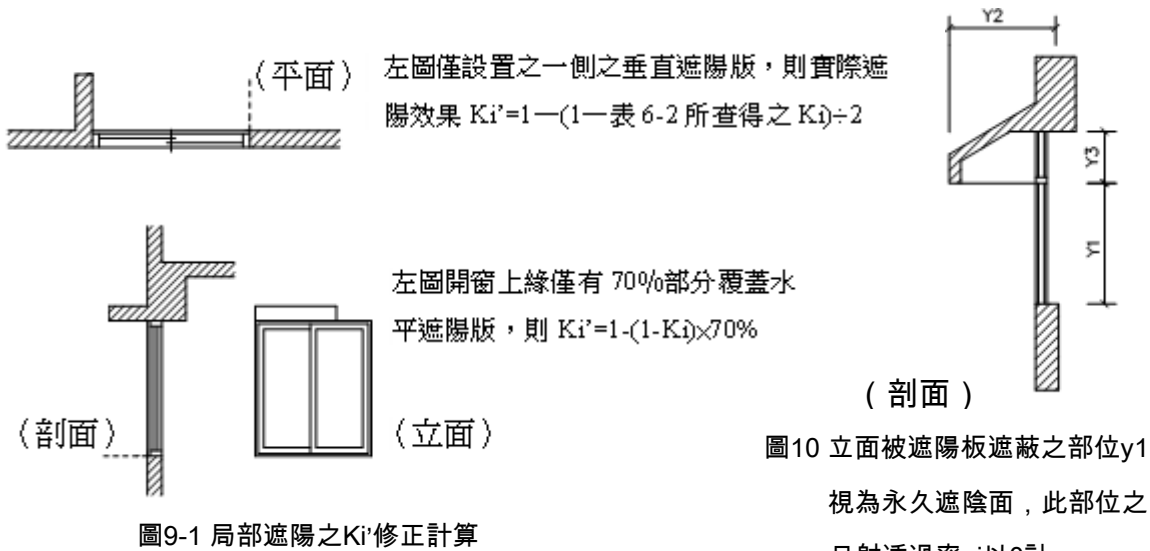 （平面）
左圖僅設置之一側之垂直遮陽版，則實際遮
陽效果 Ki’=1—(1—表 6-2 所查得之 Ki)÷2
左圖開窗上緣僅有 70%部分覆蓋水
平遮陽版，則 Ki’=1-(1-Ki)×70%
（剖面）
（立面）
圖9-1 局部遮陽之Ki’修正計算
Y2
Y3
Y1
（剖面）
圖10 立面被遮陽板遮蔽之部位y1
視為永久遮陰面，此部位之